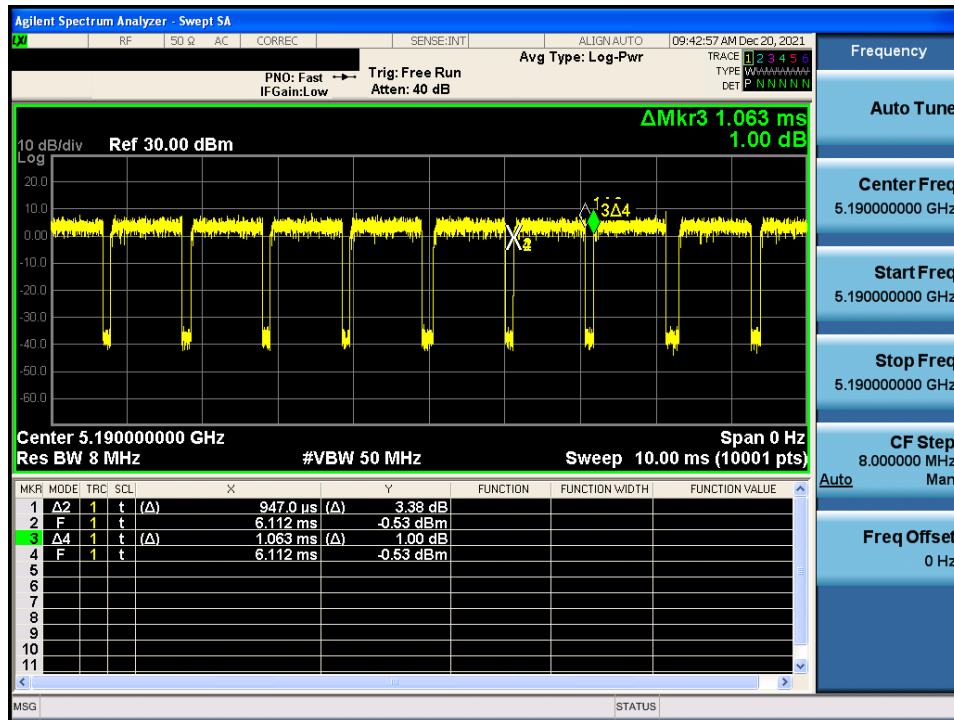 Agilent Spectrum Analyzer - Swept SA
LXI RF 50 Ω AC CORREC SENSE:INT ALIGN AUTO 09:42:57 AM Dec 20, 2021
Avg Type: Log-Pwr TRACE 1 2 3 4 5 6
PNO: Fast Trig: Free Run TYPE W
IFGain:Low Atten: 40 dB DET P N N N N N
ΔMkr3 1.063 ms
1.00 dB
10 dB/div Ref 30.00 dBm
Log
20.0
10.0
0.00
-10.0
-20.0
-30.0
-40.0
-50.0
-60.0
3Δ4
2
Center 5.190000000 GHz Span 0 Hz
Res BW 8 MHz #VBW 50 MHz Sweep 10.00 ms (10001 pts)
MKR MODE TRC SCL X Y FUNCTION FUNCTION WIDTH FUNCTION VALUE
1 Δ2 1 t (Δ) 947.0 us (Δ) 3.38 dB
2 F 1 t 6.112 ms -0.53 dBm
3 Δ4 1 t (Δ) 1.063 ms (Δ) 1.00 dB
4 F 1 t 6.112 ms -0.53 dBm
5
6
7
8
9
10
11
MSG STATUS
Frequency
Auto Tune
Center Freq
5.190000000 GHz
Start Freq
5.190000000 GHz
Stop Freq
5.190000000 GHz
CF Step
8.000000 MHz
Auto Man
Freq Offset
0 Hz